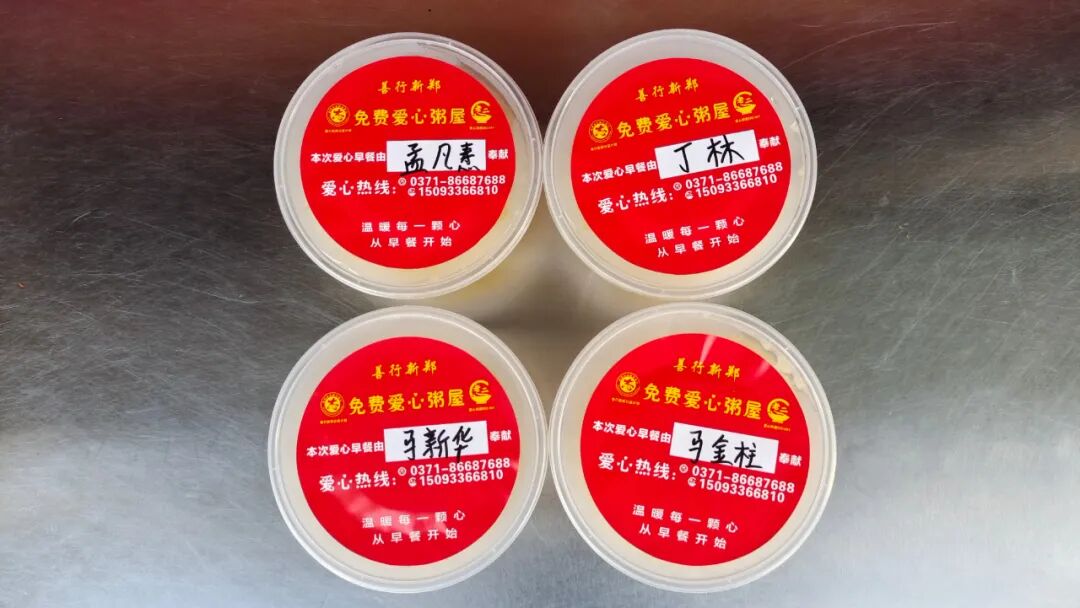 善行新郑
免费爱心粥屋
本次爱心早餐由 孟凡素 奉献
爱心热线: 0371-86687688
15093366810
温暖每一颗心
从早餐开始
善行新郑
免费爱心粥屋
本次爱心早餐由 丁林 奉献
爱心热线: 0371-86687688
15093366810
温暖每一颗心
从早餐开始
善行新郑
免费爱心粥屋
本次爱心早餐由 马新华 奉献
爱心热线: 0371-86687688
15093366810
温暖每一颗心
从早餐开始
善行新郑
免费爱心粥屋
本次爱心早餐由 马金柱 奉献
爱心热线: 0371-86687688
15093366810
温暖每一颗心
从早餐开始